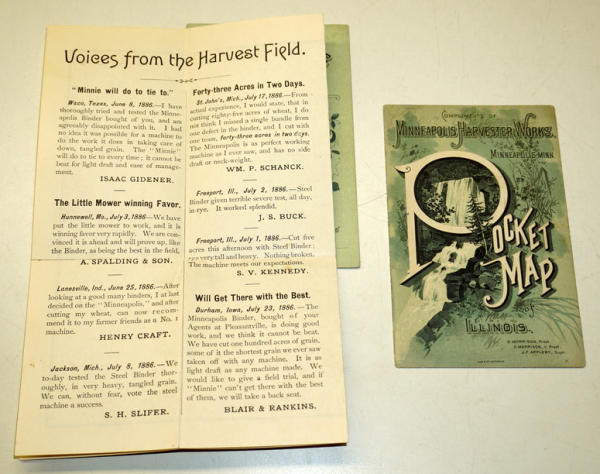 Voices from the Harvest Field.
"Minnie will do to tie to."
Waco, Texas, June 8, 1886.—I have
thoroughly tried and tested the Minne-
apolis Binder bought of you, and am
agreeably disappointed with it. I had
no idea it was possible for a machine to
do the work it does in taking care of
down, tangled grain. The "Minnie"
will do to tie to every time; it cannot be
beat for light draft and ease of manage-
ment.
ISAAC GIDENER.
The Little Mower winning Favor.
Hunnewell, Mo., July 3, 1886—We have
put the little mower to work, and it is
winning favor very rapidly. We are con-
vinced it is ahead and will prove up, like
the Binder, as being the best in the field,
A. SPALDING & SON.
Lanesville, Ind., June 25, 1886.—After
looking at a good many binders, I at last
decided on the "Minneapolis," and after
cutting my wheat, can now recom-
mend it to my farmer friends as a No. 1
HENRY CRAFT.
Jackson, Mich., July 8, 1886.—We
to-day tested the Steel Binder thor-
oughly, in very heavy, tangled grain.
We can, without fear, vote the steel
machine a success.
S. H. SLIFER.
Forty-three Acres in Two Days.
St. John's, Mich., July 17, 1886.—From
actual experience, I would state, that in
cutting eighty-five acres of wheat, I do
not think I missed a single bundle from
one defect in the binder, and I cut with
one team, forty-three acres in two days.
The Minneapolis is as perfect working
machine as I ever saw, and has no side
draft or neck-weight.
WM. P. SCHANCK.
Freeport, Ill., July 2, 1886.—Steel
Binder given terrible severe test, all day,
in rye. It worked splendid.
J. S. BUCK.
Freeport, Ill., July 1, 1886.—Cut five
acres this afternoon with Steel Binder;
rye very tall and heavy. Nothing broken.
The machine meets our expectations.
S. V. KENNEDY.
Will Get There with the Best.
Durham, Iowa, July 23, 1886.—The
Minneapolis Binder, bought of your
Agents at Pleasantville, is doing good
work, and we think it cannot be beat.
We have cut one hundred acres of grain,
some of it the shortest grain we ever saw
taken off with any machine. It is as
light draft as any machine made. We
would like to give a field trial, and if
"Minnie" can't get there with the best
of them, we will take a back seat.
BLAIR & RANKINS.
COMPLIMENTS OF
MINNEAPOLIS HARVESTER WORKS.
MINNEAPOLIS-MINN.
POCKET
MAP
of
ILLINOIS.